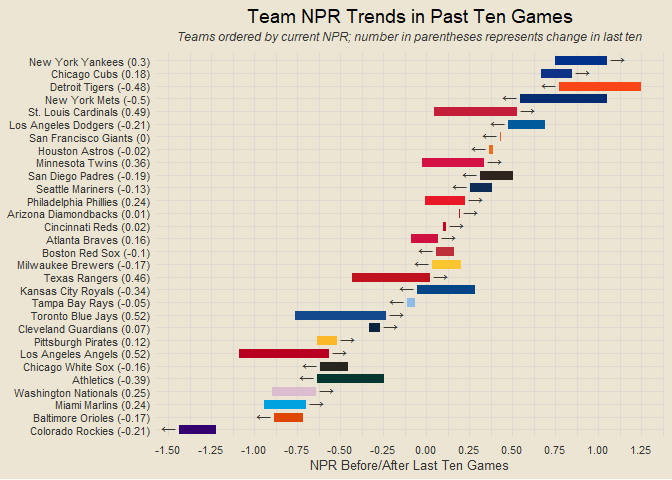 Team NPR Trends in Past Ten Games
Teams ordered by current NPR; number in parentheses represents change in last ten
New York Yankees (0.3)
Chicago Cubs (0.18)
Detroit Tigers (-0.48)
New York Mets (-0.5)
St. Louis Cardinals (0.49)
Los Angeles Dodgers (-0.21)
San Francisco Giants (0)
Houston Astros (-0.02)
Minnesota Twins (0.36)
San Diego Padres (-0.19)
Seattle Mariners (-0.13)
Philadelphia Phillies (0.24)
Arizona Diamondbacks (0.01)
Cincinnati Reds (0.02)
Atlanta Braves (0.16)
Boston Red Sox (-0.1)
Milwaukee Brewers (-0.17)
Texas Rangers (0.46)
Kansas City Royals (-0.34)
Tampa Bay Rays (-0.05)
Toronto Blue Jays (0.52)
Cleveland Guardians (0.07)
Pittsburgh Pirates (0.12)
Los Angeles Angels (0.52)
Chicago White Sox (-0.16)
Athletics (-0.39)
Washington Nationals (0.25)
Miami Marlins (0.24)
Baltimore Orioles (-0.17)
Colorado Rockies (-0.21)
-1.50 -1.25 -1.00 -0.75 -0.50 -0.25 0.00 0.25 0.50 0.75 1.00 1.25
NPR Before/After Last Ten Games